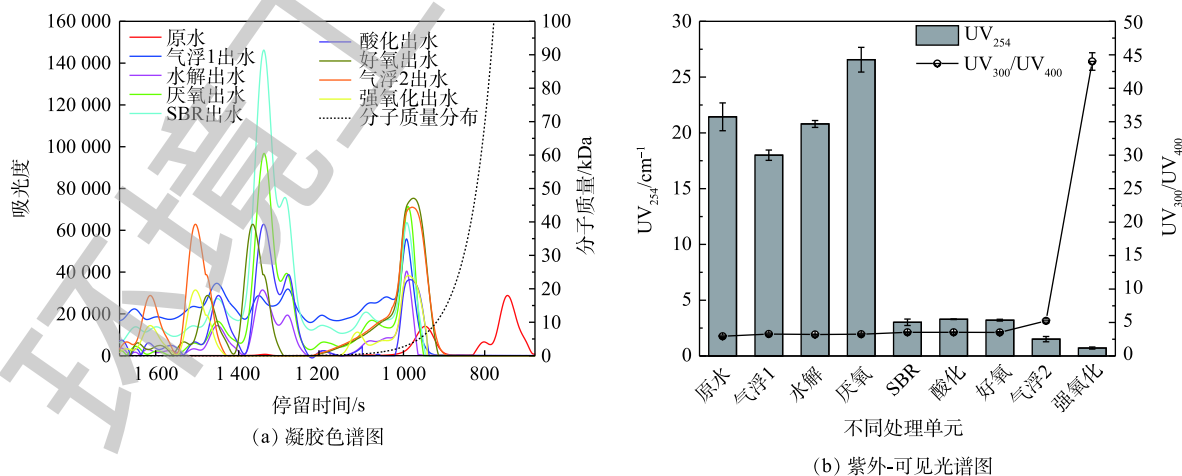 160 000
140 000
120 000
100 000
80 000
60 000
40 000
20 000
0
吸光度
原水
气浮1出水
水解出水
厌氧出水
SBR出水
酸化出水
好氧出水
气浮2出水
强氧化出水
分子质量分布
100
90
80
70
60
50
40
30
20
10
0
分子质量/kDa
1 600
1 400
1 200
1 000
800
停留时间/s
(a) 凝胶色谱图
30
25
20
15
10
5
0
UV254/cm−1
UV254
UV300/UV400
50
45
40
35
30
25
20
15
10
5
0
UV300/UV400
原水
气浮1
水解
厌氧
SBR
酸化
好氧
气浮2
强氧化
不同处理单元
(b) 紫外-可见光谱图
环境工